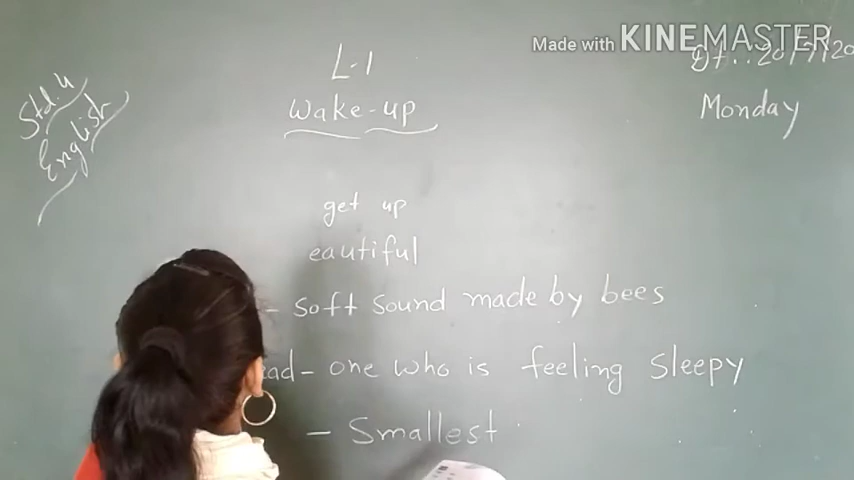 Made with KINEMASTER
Std. 4
English
L-1
Wake-up
Monday
get up
eautiful
- soft sound made by bees
ad - one who is feeling sleepy
- Smallest